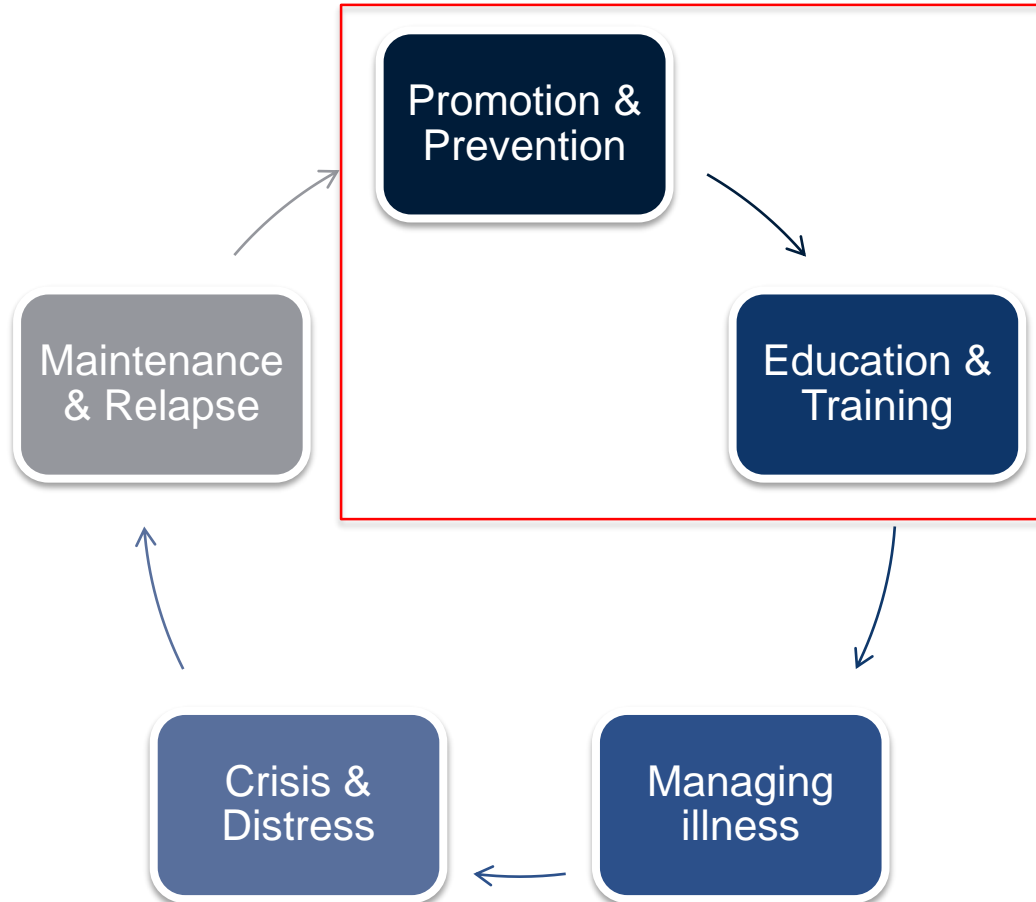 Promotion &
Prevention
Education &
Training
Managing
illness
Crisis &
Distress
Maintenance
& Relapse